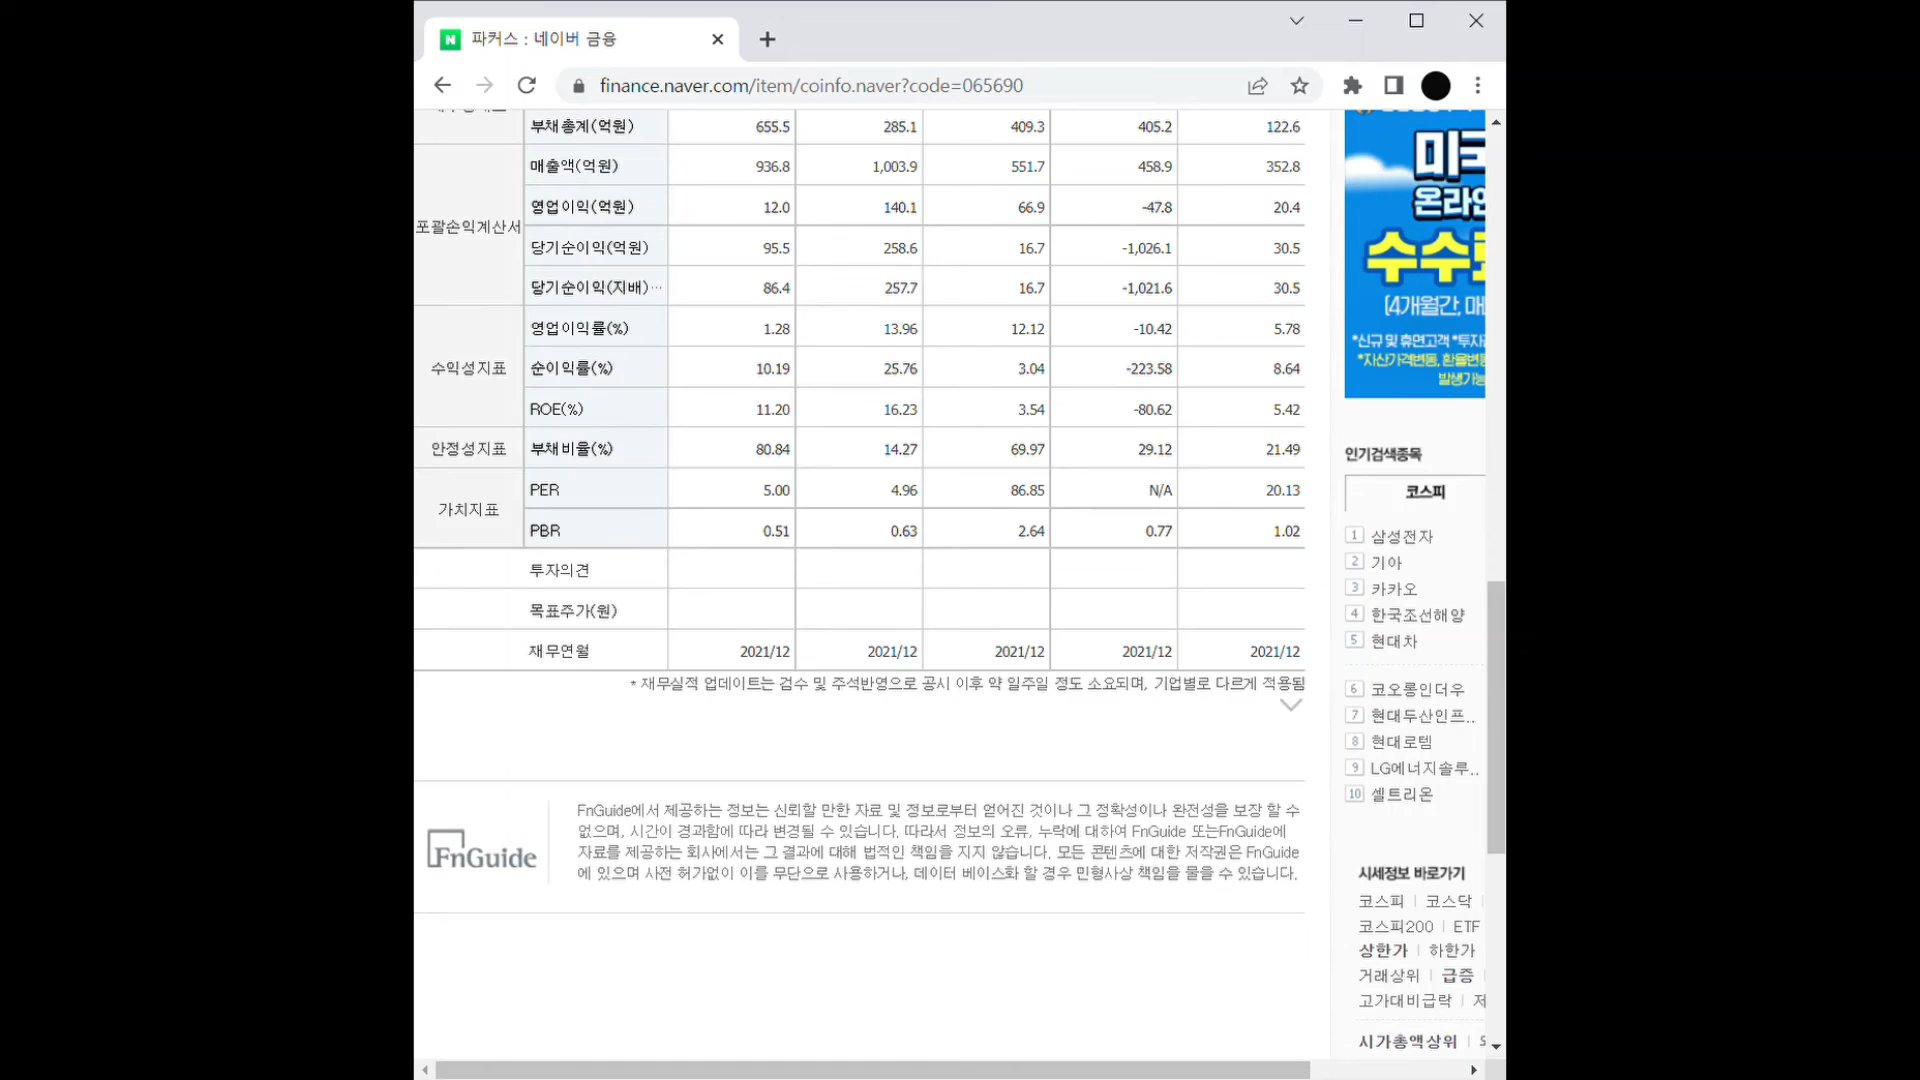 파커스 : 네이버 금융
finance.naver.com/item/coinfo.naver?code=065690
부채총계(억원) 655.5 285.1 409.3 405.2 122.6
포괄손익계산서
매출액(억원) 936.8 1,003.9 551.7 458.9 352.8
영업이익(억원) 12.0 140.1 66.9 -47.8 20.4
당기순이익(억원) 95.5 258.6 16.7 -1,026.1 30.5
당기순이익(지배)… 86.4 257.7 16.7 -1,021.6 30.5
수익성지표
영업이익률(%) 1.28 13.96 12.12 -10.42 5.78
순이익률(%) 10.19 25.76 3.04 -223.58 8.64
ROE(%) 11.20 16.23 3.54 -80.62 5.42
안정성지표 부채비율(%) 80.84 14.27 69.97 29.12 21.49
가치지표
PER 5.00 4.96 86.85 N/A 20.13
PBR 0.51 0.63 2.64 0.77 1.02
투자의견
목표주가(원)
재무연월 2021/12 2021/12 2021/12 2021/12 2021/12
* 재무실적 업데이트는 검수 및 주석반영으로 공시 이후 약 일주일 정도 소요되며, 기업별로 다르게 적용됨
FnGuide
FnGuide에서 제공하는 정보는 신뢰할 만한 자료 및 정보로부터 얻어진 것이나 그 정확성이나 완전성을 보장 할 수
없으며, 시간이 경과함에 따라 변경될 수 있습니다. 따라서 정보의 오류, 누락에 대하여 FnGuide 또는FnGuide에
자료를 제공하는 회사에서는 그 결과에 대해 법적인 책임을 지지 않습니다. 모든 콘텐츠에 대한 저작권은 FnGuide
에 있으며 사전 허가없이 이를 무단으로 사용하거나, 데이터 베이스화 할 경우 민형사상 책임을 물을 수 있습니다.
온라인
수수
(4개월간, 매
*신규 및 휴면고객 *투자
*자산가격변동, 환율변동
발생가능
인기검색종목
코스피
1 삼성전자
2 기아
3 카카오
4 한국조선해양
5 현대차
6 코오롱인더우
7 현대두산인프..
8 현대로템
9 LG에너지솔루..
10 셀트리온
시세정보 바로가기
코스피 코스닥
코스피200 ETF
상한가 하한가
거래상위 급증
고가대비급락 저
시가총액상위